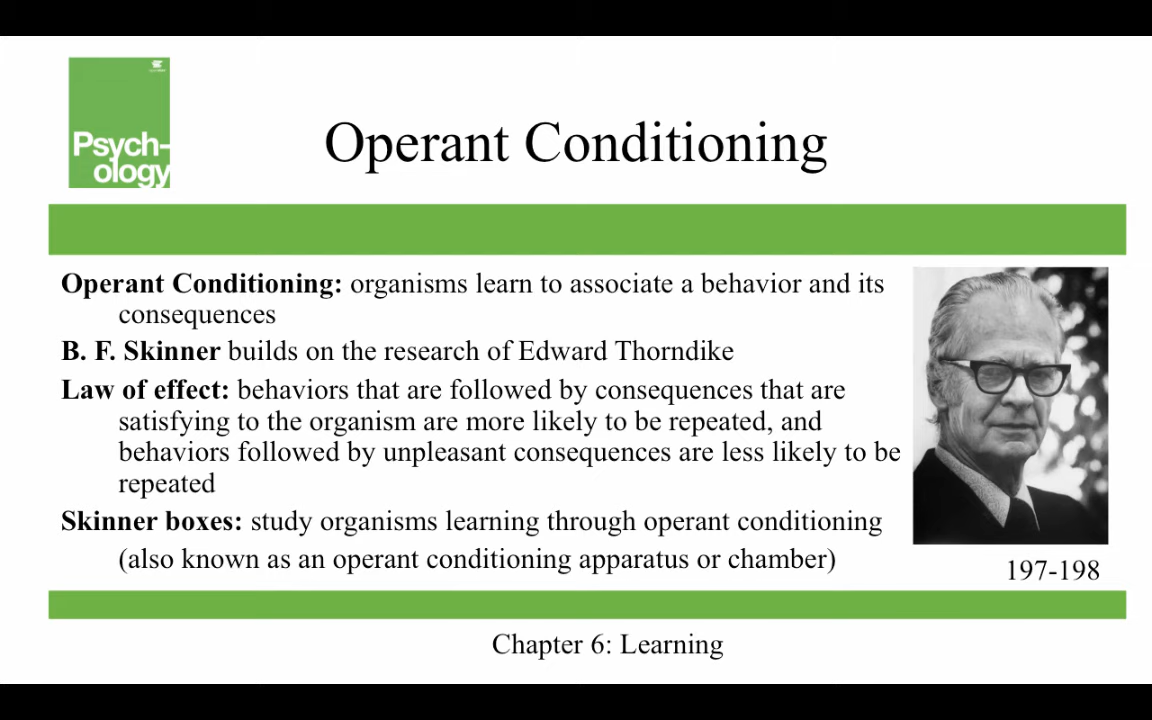 Psych-
ology
Operant Conditioning
Operant Conditioning: organisms learn to associate a behavior and its
consequences
B. F. Skinner builds on the research of Edward Thorndike
Law of effect: behaviors that are followed by consequences that are
satisfying to the organism are more likely to be repeated, and
behaviors followed by unpleasant consequences are less likely to be
repeated
Skinner boxes: study organisms learning through operant conditioning
(also known as an operant conditioning apparatus or chamber)
197-198
Chapter 6: Learning